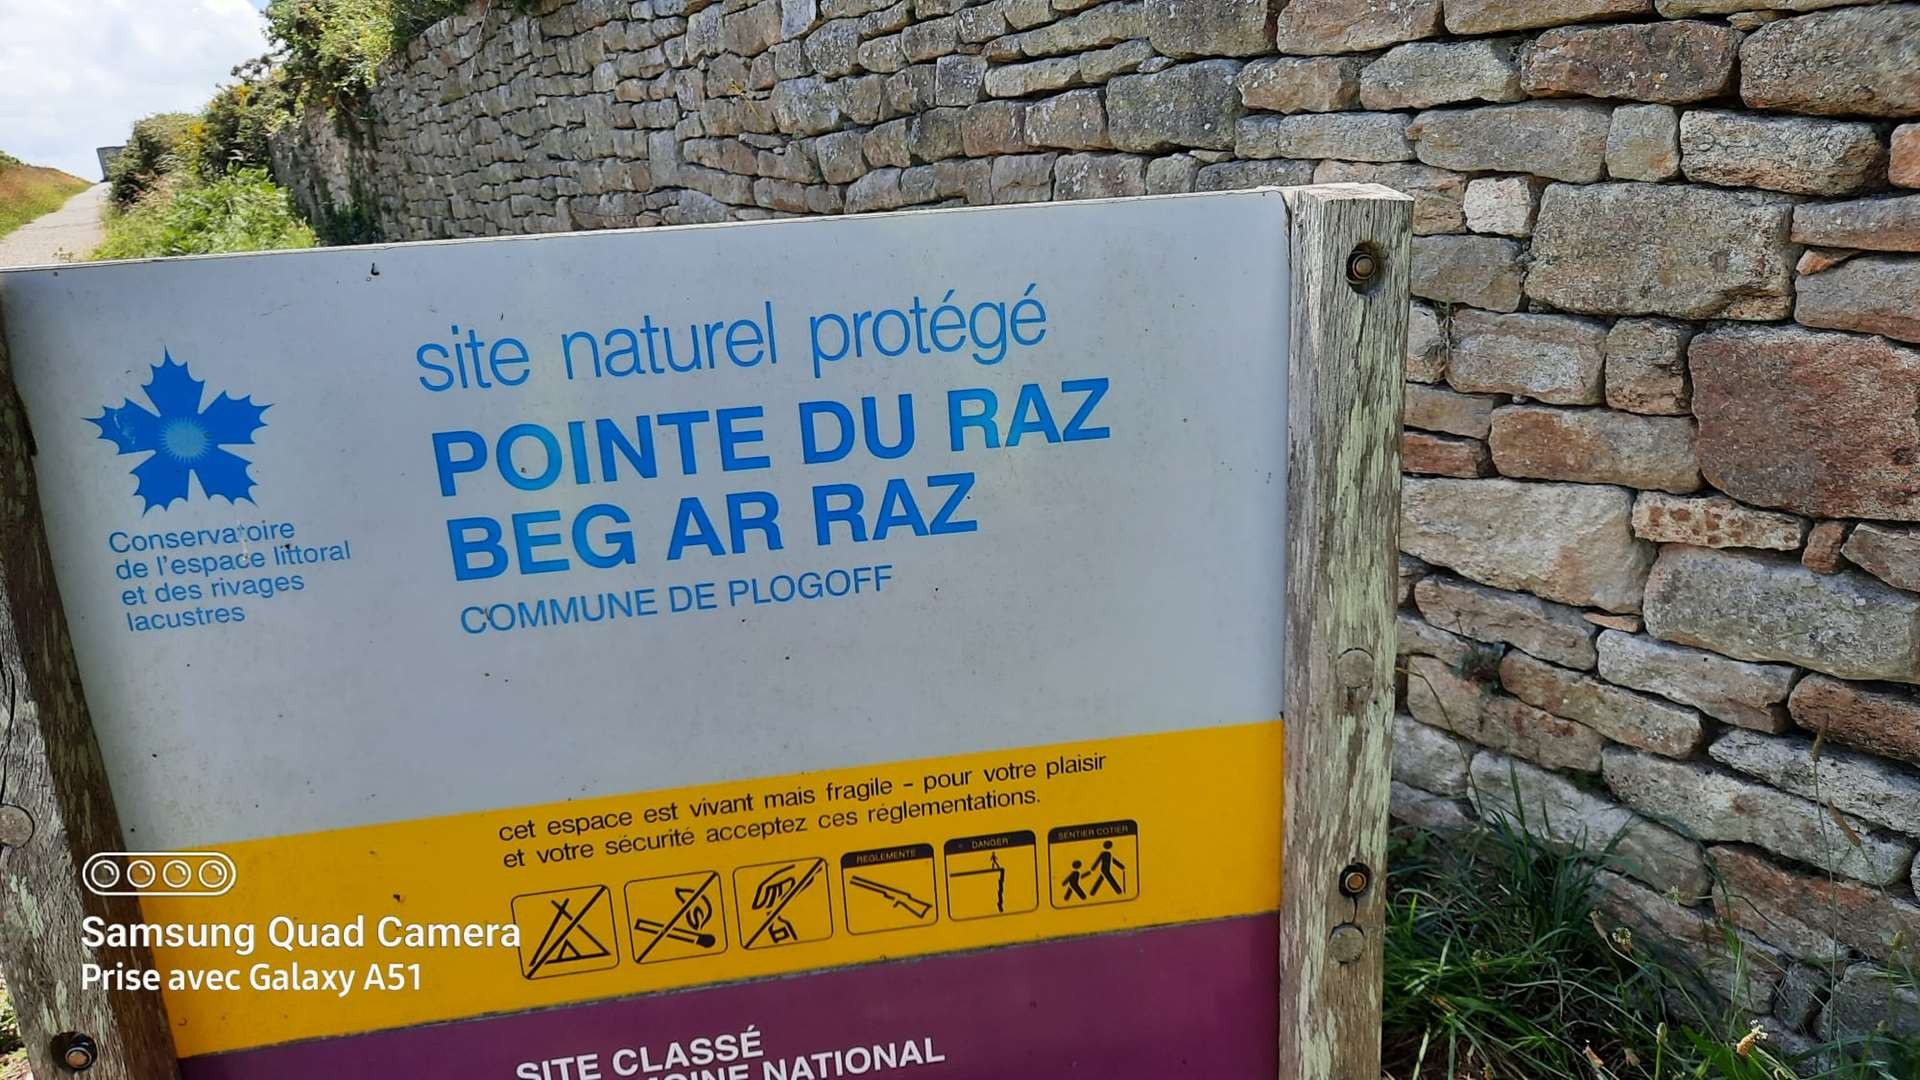 site naturel protégé
POINTE DU RAZ
BEG AR RAZ
COMMUNE DE PLOGOFF
Conservatoire
de l'espace littoral
et des rivages
lacustres
cet espace est vivant mais fragile - pour votre plaisir
et votre sécurité acceptez ces réglementations.
REGLEMENTE
DANGER
SENTIER COTIER
Samsung Quad Camera
Prise avec Galaxy A51
SITE CLASSÉ
NATIONAL